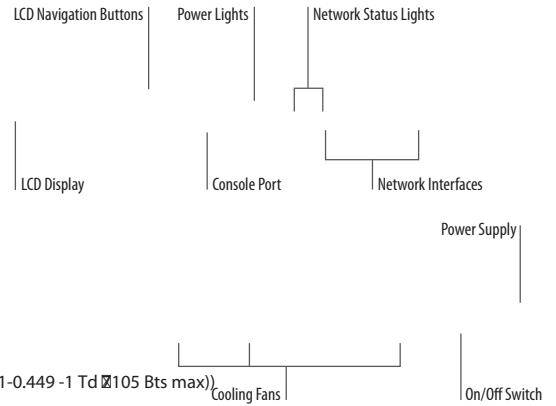 LCD Navigation Buttons
Power Lights
Network Status Lights
LCD Display
Console Port
Network Interfaces
Power Supply
1-0.449 -1 Td 105 Bts max))
Cooling Fans
On/Off Switch